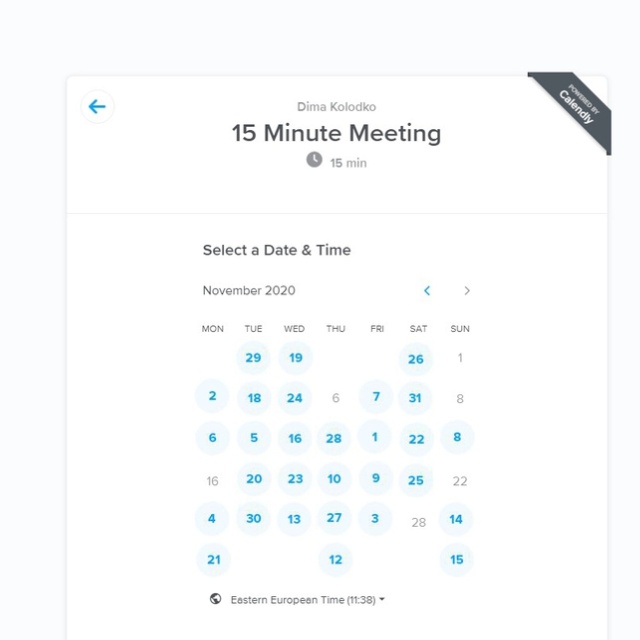 POWERED BY
Calendly
Dima Kolodko
15 Minute Meeting
15 min
Select a Date & Time
November 2020
MON TUE WED THU FRI SAT SUN
29 19 26 1
2 18 24 6 7 31 8
6 5 16 28 1 22 8
16 20 23 10 9 25 22
4 30 13 27 3 28 14
21 12 15
Eastern European Time (11:38)